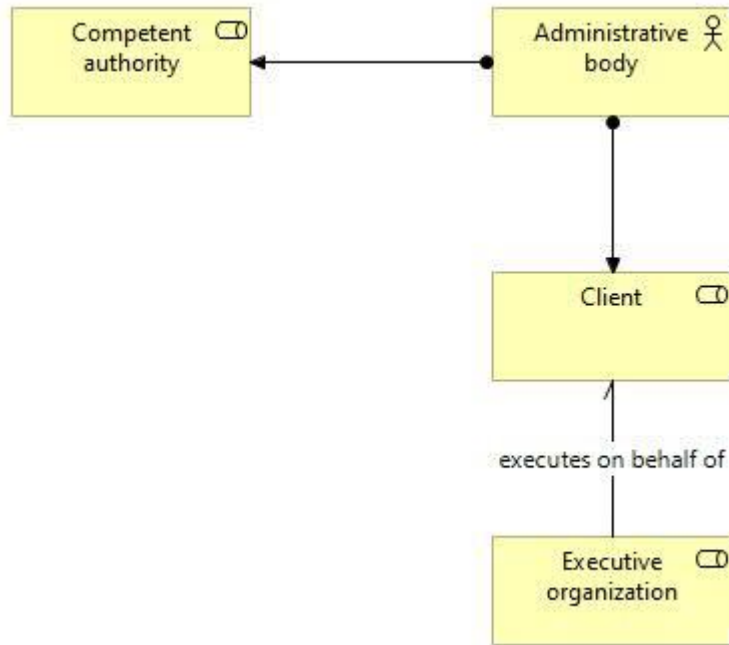 Competent
authority
Administrative
body
Client
executes on behalf of
Executive
organization